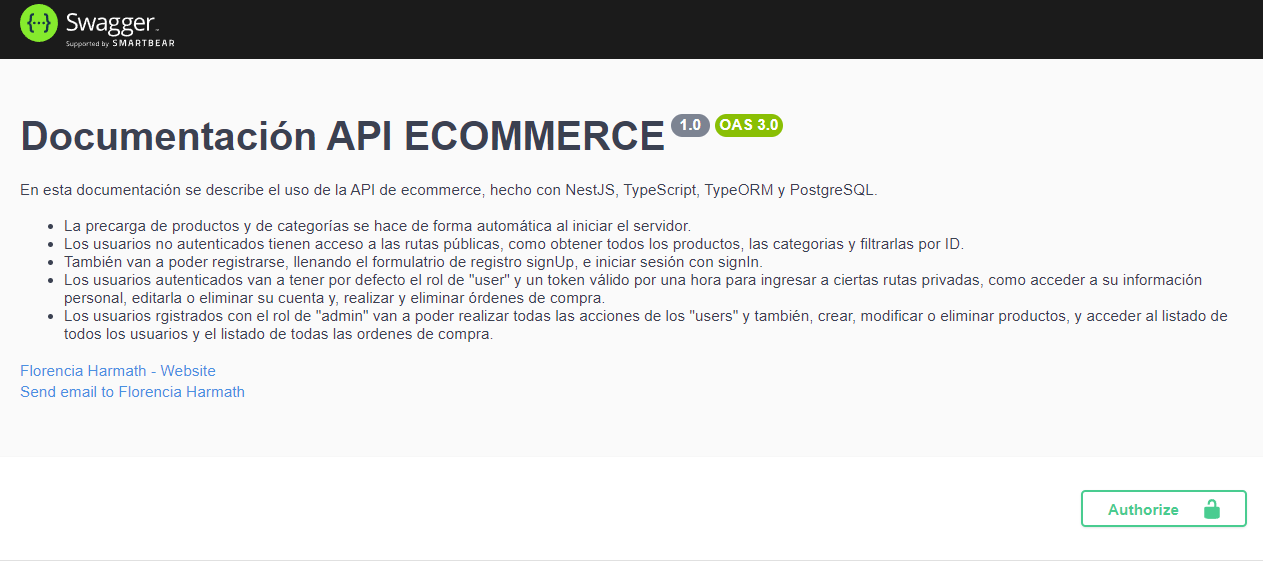 Swagger
Supported by SMARTBEAR
Documentación API ECOMMERCE 1.0 OAS 3.0
En esta documentación se describe el uso de la API de ecommerce, hecho con NestJS, TypeScript, TypeORM y PostgreSQL.
La precarga de productos y de categorías se hace de forma automática al iniciar el servidor.
Los usuarios no autenticados tienen acceso a las rutas públicas, como obtener todos los productos, las categorias y filtrarlas por ID.
También van a poder registrarse, llenando el formulatrio de registro signUp, e iniciar sesión con signIn.
Los usuarios autenticados van a tener por defecto el rol de "user" y un token válido por una hora para ingresar a ciertas rutas privadas, como acceder a su información
personal, editarla o eliminar su cuenta y, realizar y eliminar órdenes de compra.
Los usuarios rgistrados con el rol de "admin" van a poder realizar todas las acciones de los "users" y también, crear, modificar o eliminar productos, y acceder al listado de
todos los usuarios y el listado de todas las ordenes de compra.
Florencia Harmath - Website
Send email to Florencia Harmath
Authorize